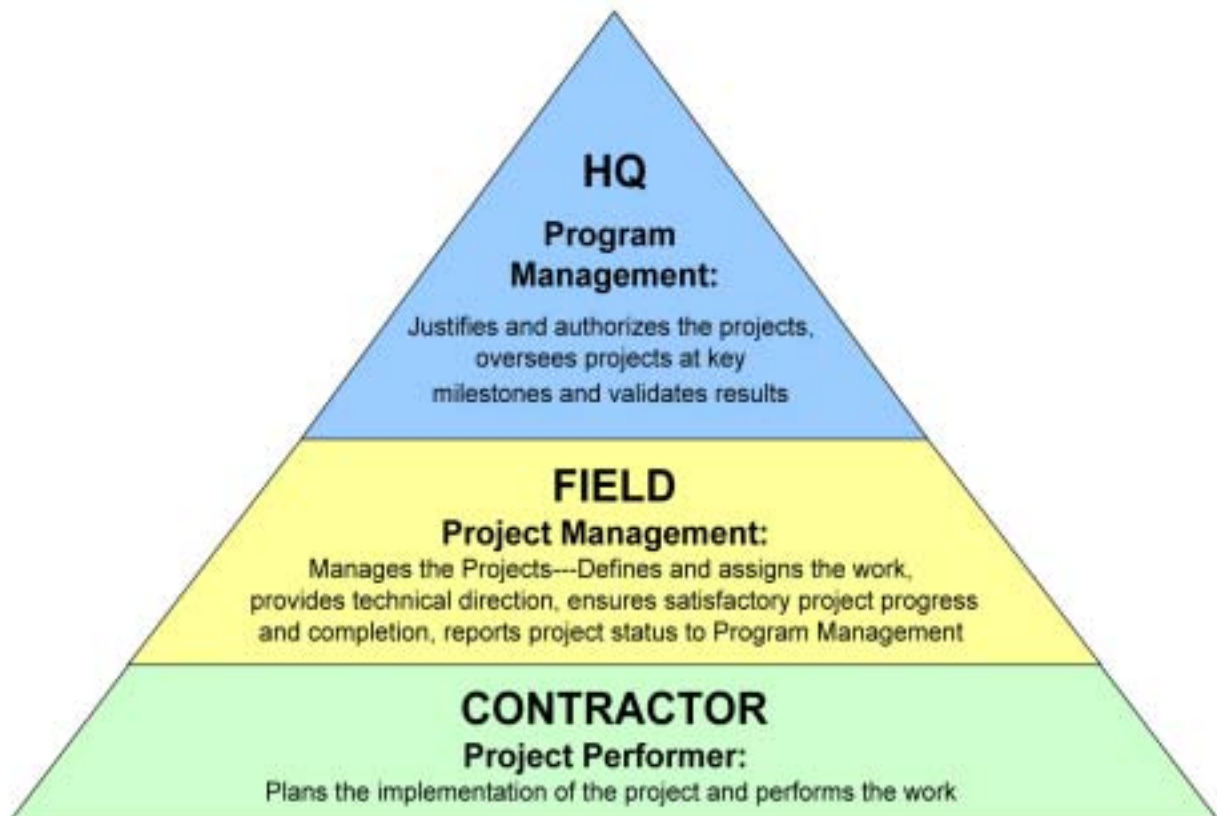 HQ
Program
Management:
Justifies and authorizes the projects,
oversees projects at key
milestones and validates results
FIELD
Project Management:
Manages the Projects---Defines and assigns the work,
provides technical direction, ensures satisfactory project progress
and completion, reports project status to Program Management
CONTRACTOR
Project Performer:
Plans the implementation of the project and performs the work